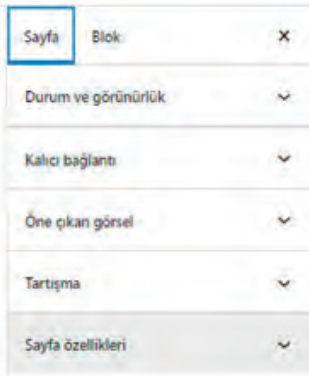 Sayfa Blok
Durum ve görünürlük
Kalıcı bağlantı
Öne çıkan görsel
Tartışma
Sayfa özellikleri